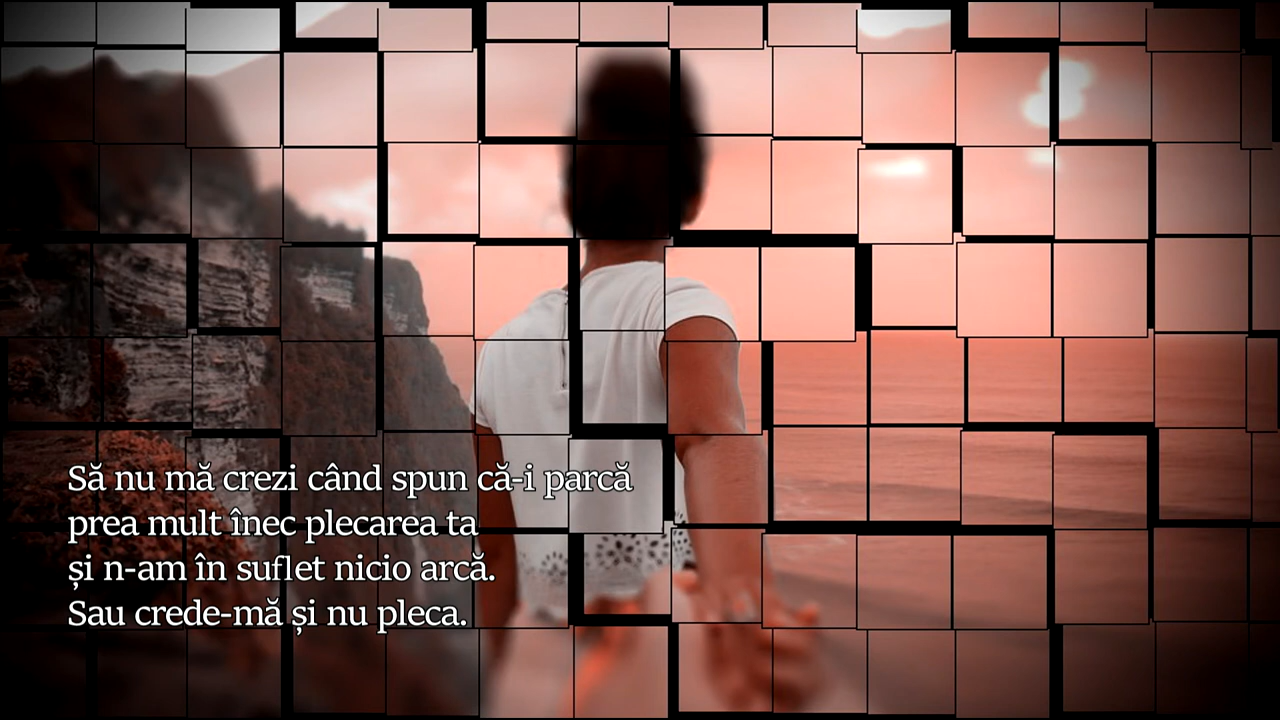 Să nu mă crezi când spun că-i parcă
prea mult înec plecarea ta
și n-am în suflet nicio arcă.
Sau crede-mă și nu pleca.